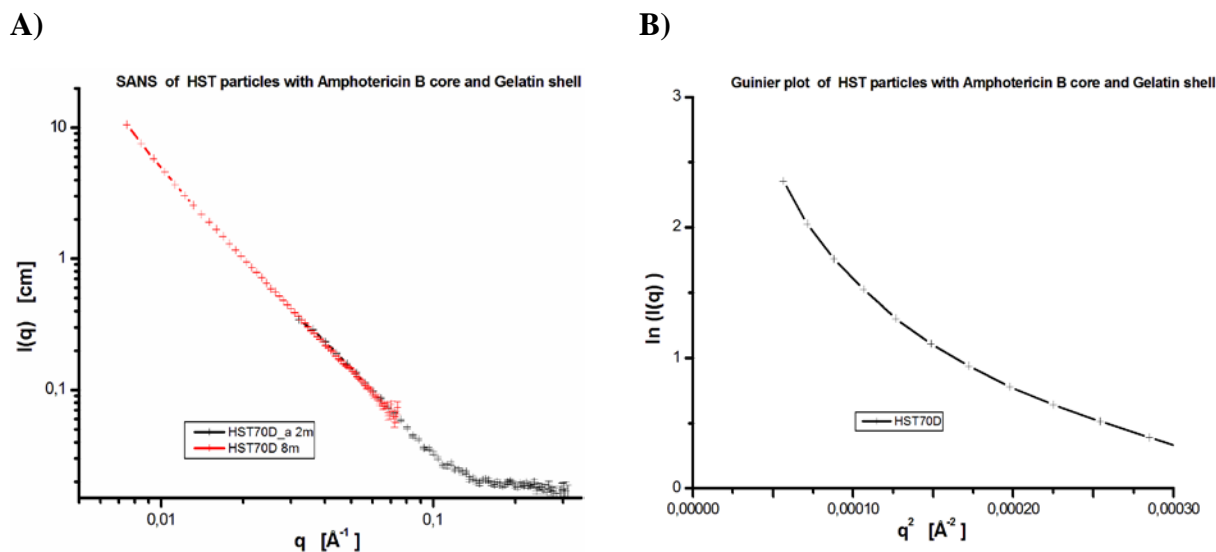 A)
B)
SANS of HST particles with Amphotericin B core and Gelatin shell
Guinier plot of HST particles with Amphotericin B core and Gelatin shell
10
1
0,1
I(q) [cm]
HST70D_a 2m
HST70D 8m
0,01
0,1
q [Å⁻¹]
3
2
1
0
ln (I(q) )
HST70D
0,00000
0,00010
0,00020
0,00030
q² [Å⁻²]